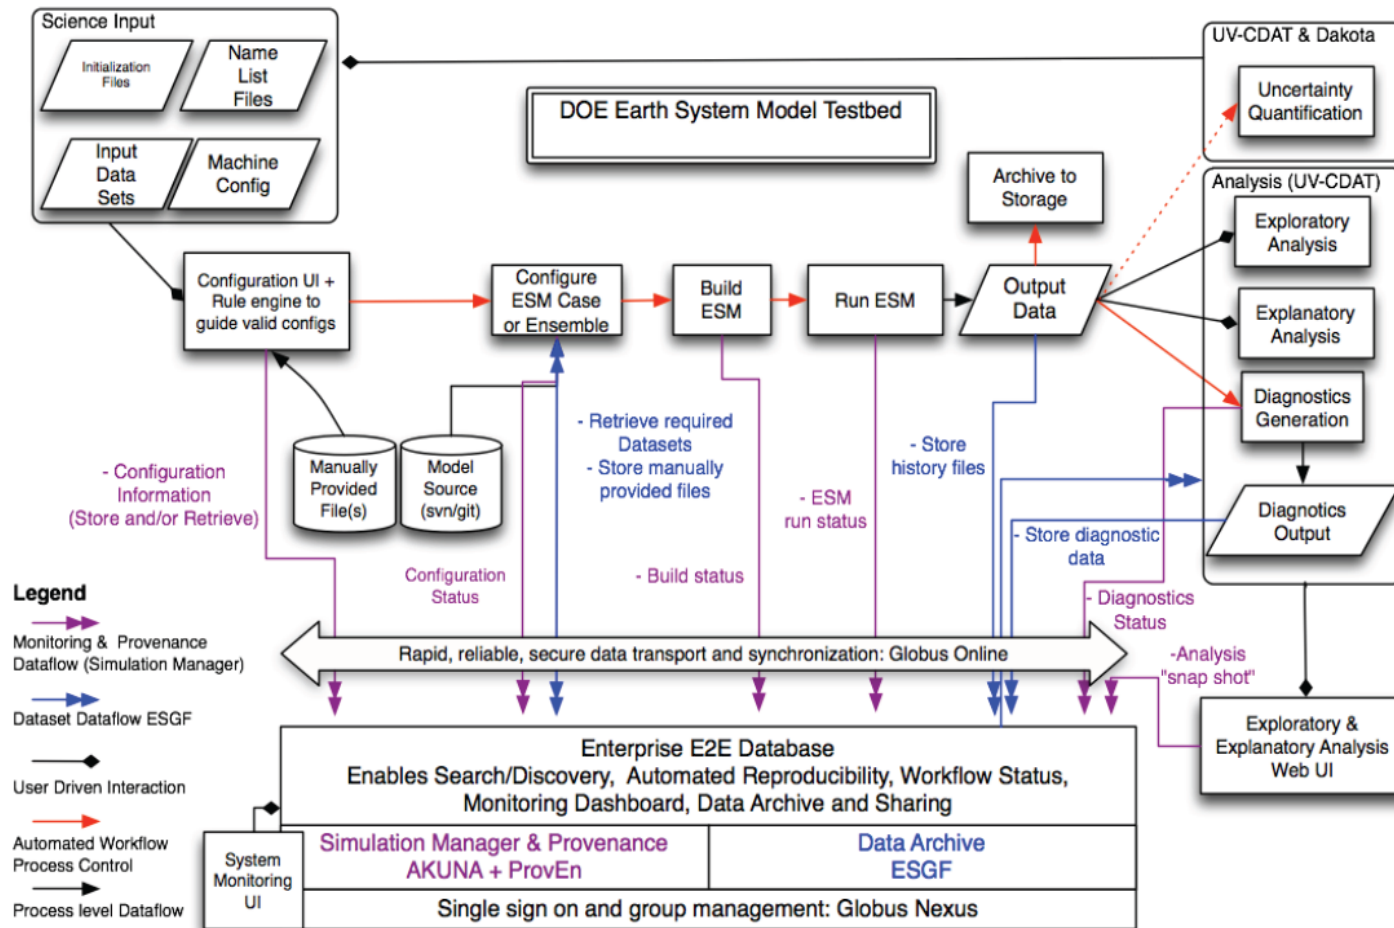 Science Input
Initialization
Files
Name
List
Files
Input
Data
Sets
Machine
Config
UV-CDAT & Dakota
Uncertainty
Quantification
DOE Earth System Model Testbed
Archive to
Storage
Analysis (UV-CDAT)
Exploratory
Analysis
Explanatory
Analysis
Diagnostics
Generation
Diagnotics
Output
Configuration UI +
Rule engine to
guide valid configs
Configure
ESM Case
or Ensemble
Build
ESM
Run ESM
Output
Data
Manually
Provided
File(s)
Model
Source
(svn/git)
- Configuration
Information
(Store and/or Retrieve)
- Retrieve required
Datasets
- Store manually
provided files
- Store
history files
- ESM
run status
- Store diagnostic
data
Configuration
Status
- Build status
- Diagnostics
Status
-Analysis
"snap shot"
Rapid, reliable, secure data transport and synchronization: Globus Online
Exploratory &
Explanatory Analysis
Web UI
Enterprise E2E Database
Enables Search/Discovery, Automated Reproducibility, Workflow Status,
Monitoring Dashboard, Data Archive and Sharing
Simulation Manager & Provenance
AKUNA + ProvEn
Data Archive
ESGF
System
Monitoring
UI
Single sign on and group management: Globus Nexus
Legend
Monitoring & Provenance
Dataflow (Simulation Manager)
Dataset Dataflow ESGF
User Driven Interaction
Automated Workflow
Process Control
Process level Dataflow